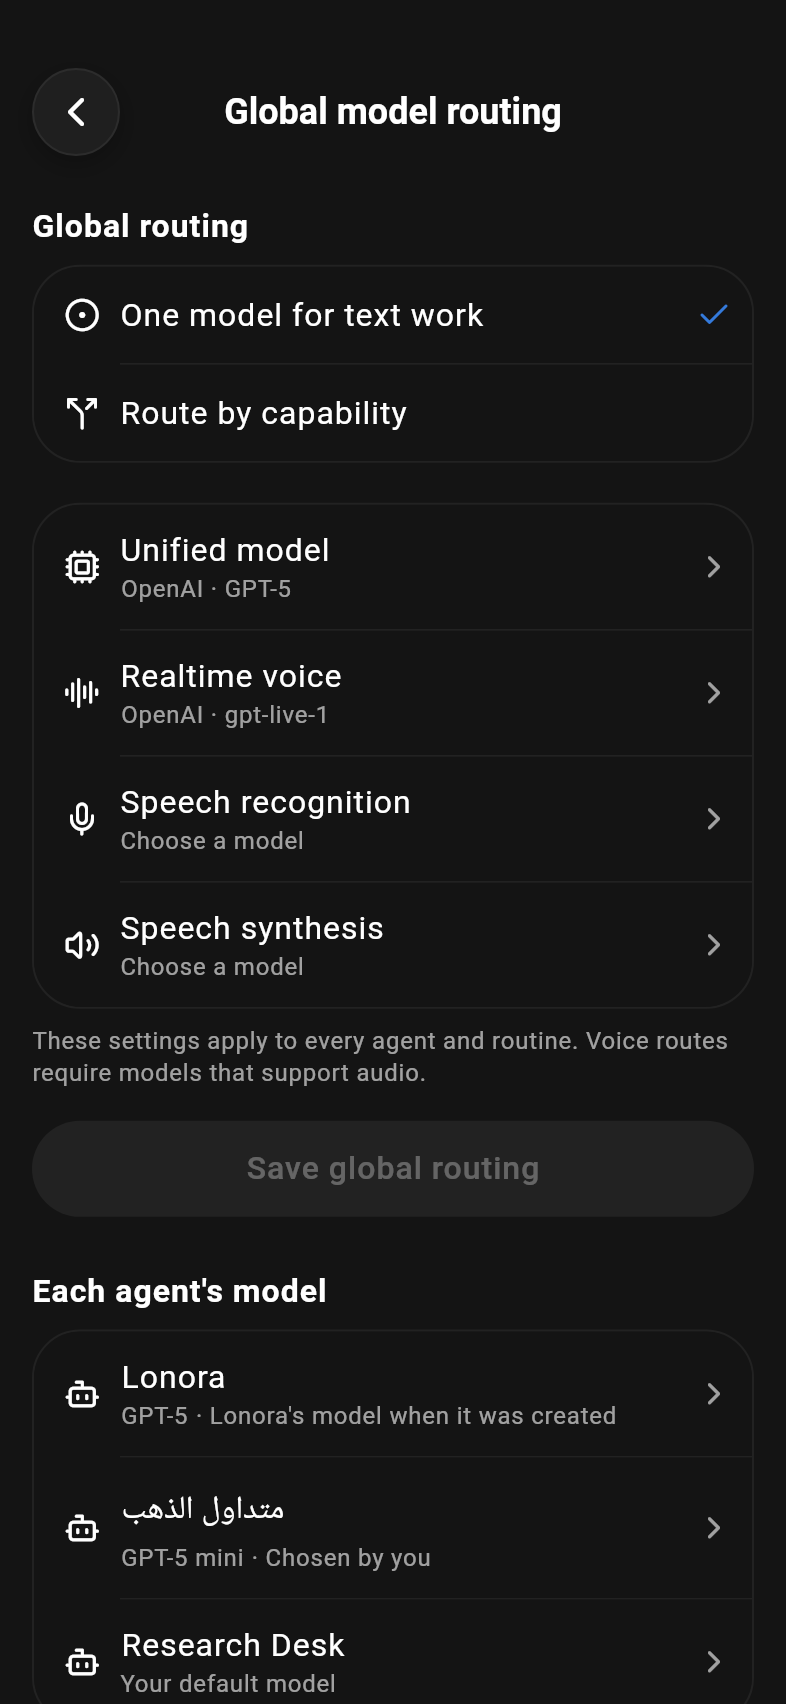 Global model routing
Global routing
One model for text work
Route by capability
Unified model
OpenAI · GPT-5
Realtime voice
OpenAI · gpt-live-1
Speech recognition
Choose a model
Speech synthesis
Choose a model
These settings apply to every agent and routine. Voice routes
require models that support audio.
Save global routing
Each agent's model
Lonora
GPT-5 · Lonora's model when it was created
متداول الذهب
GPT-5 mini · Chosen by you
Research Desk
Your default model